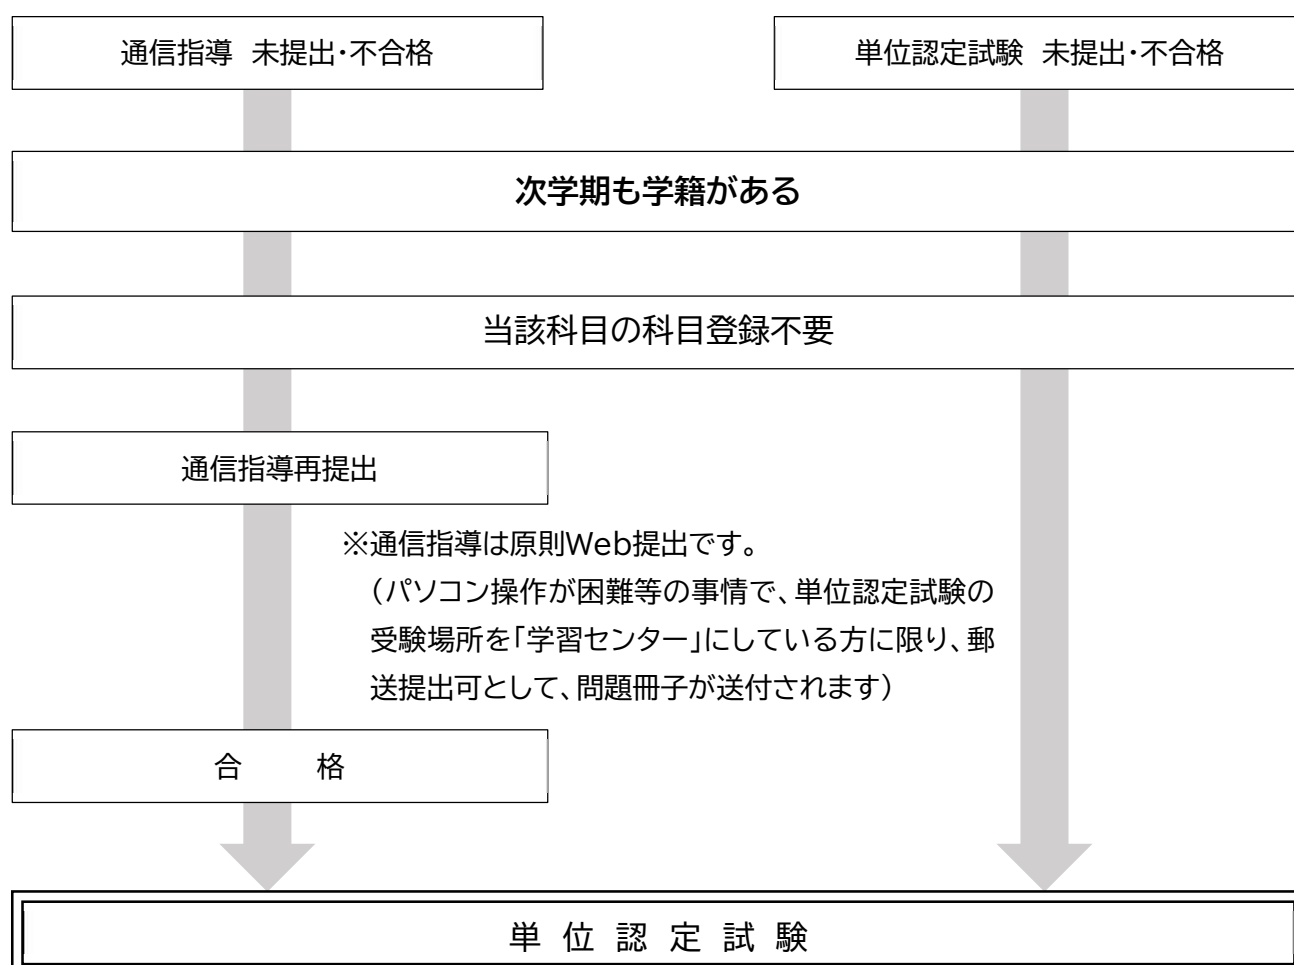 通信指導 未提出・不合格
単位認定試験 未提出・不合格
次学期も学籍がある
当該科目の科目登録不要
通信指導再提出
※通信指導は原則Web提出です。
（パソコン操作が困難等の事情で、単位認定試験の
受験場所を「学習センター」にしている方に限り、郵
送提出可として、問題冊子が送付されます）
合 格
単 位 認 定 試 験